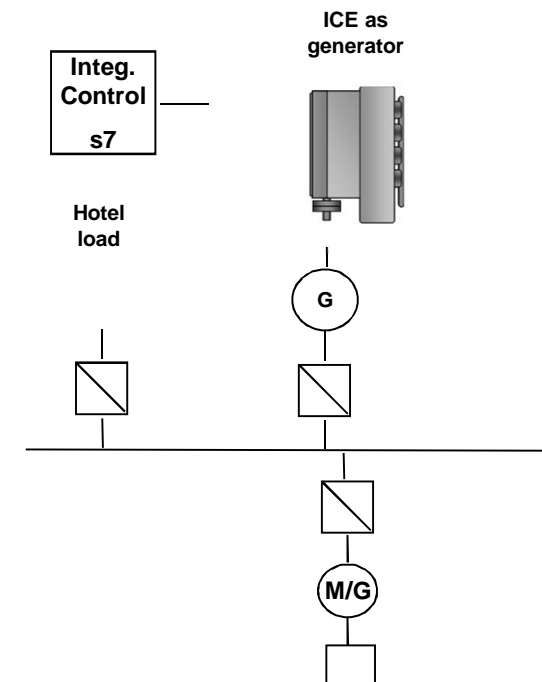 ICE as
generator
Integ.
Control
s7
Hotel
load
G
M/G